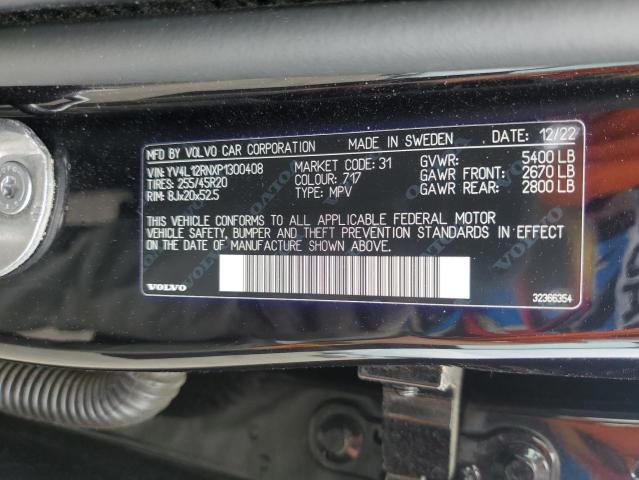 MFD BY VOLVO CAR CORPORATION MADE IN SWEDEN DATE: 12/22
VIN: YV4L12RNXP1300408 MARKET CODE: 31 GVWR: 5400 LB
TIRES: 255/45R20 COLOUR: 717 GAWR FRONT: 2670 LB
RIM: 8Jx20x52.5 TYPE: MPV GAWR REAR: 2800 LB
THIS VEHICLE CONFORMS TO ALL APPLICABLE FEDERAL MOTOR
VEHICLE SAFETY, BUMPER AND THEFT PREVENTION STANDARDS IN EFFECT
ON THE DATE OF MANUFACTURE SHOWN ABOVE.
VOLVO 32366354